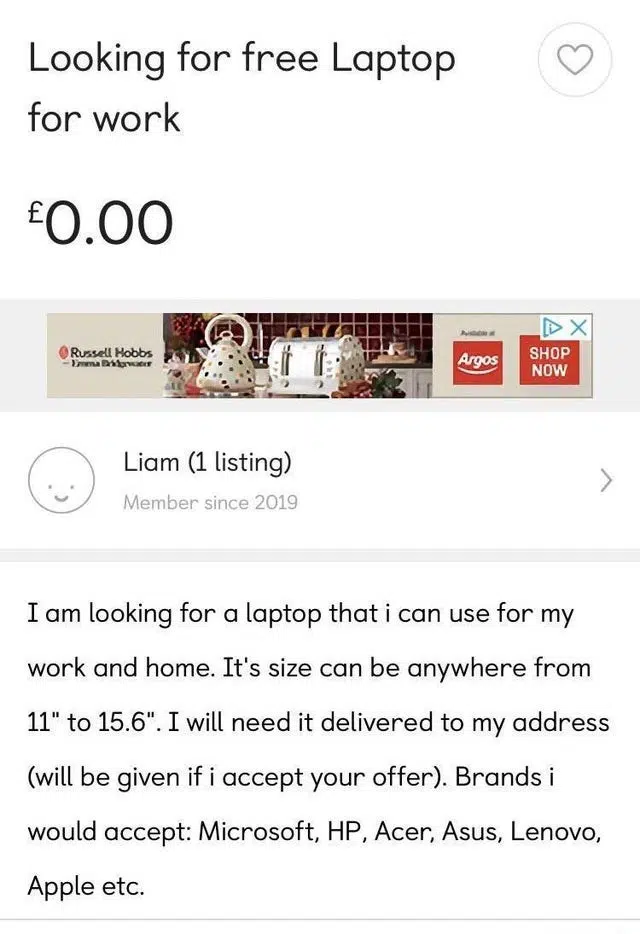 Looking for free Laptop
for work
£0.00
Russell Hobbs
Emma Bridgewater
Available at
Argos
SHOP
NOW
Liam (1 listing)
Member since 2019
I am looking for a laptop that i can use for my
work and home. It's size can be anywhere from
11" to 15.6". I will need it delivered to my address
(will be given if i accept your offer). Brands i
would accept: Microsoft, HP, Acer, Asus, Lenovo,
Apple etc.